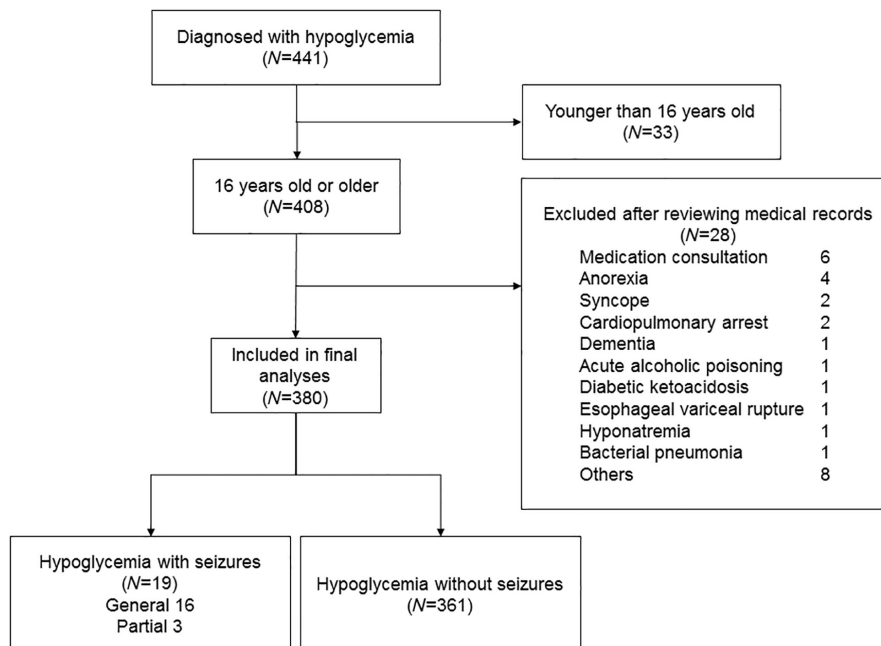 Diagnosed with hypoglycemia
(N=441)
Younger than 16 years old
(N=33)
16 years old or older
(N=408)
Excluded after reviewing medical records
(N=28)
Medication consultation 6
Anorexia 4
Syncope 2
Cardiopulmonary arrest 2
Dementia 1
Acute alcoholic poisoning 1
Diabetic ketoacidosis 1
Esophageal variceal rupture 1
Hyponatremia 1
Bacterial pneumonia 1
Others 8
Included in final
analyses
(N=380)
Hypoglycemia with seizures
(N=19)
General 16
Partial 3
Hypoglycemia without seizures
(N=361)